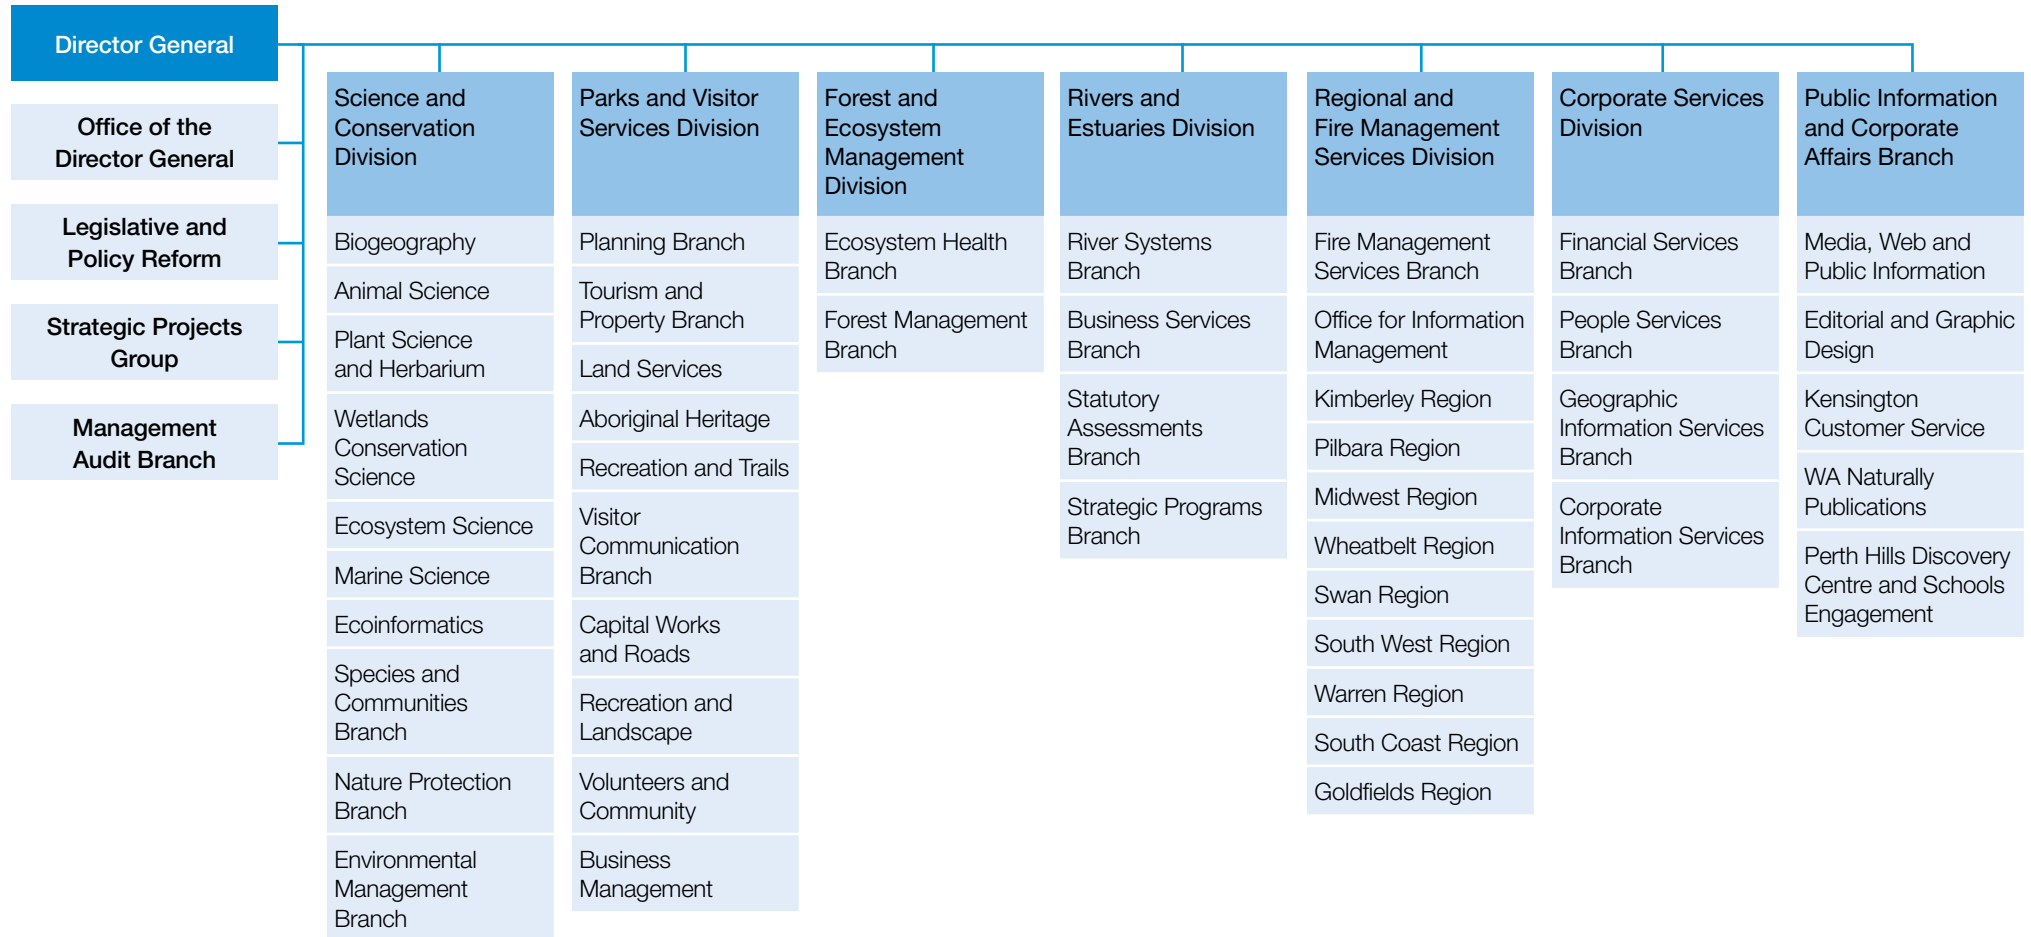 Director General
Office of the
Director General
Legislative and
Policy Reform
Strategic Projects
Group
Management
Audit Branch
Science and
Conservation
Division
Biogeography
Animal Science
Plant Science
and Herbarium
Wetlands
Conservation
Science
Ecosystem Science
Marine Science
Ecoinformatics
Species and
Communities
Branch
Nature Protection
Branch
Environmental
Management
Branch
Parks and Visitor
Services Division
Planning Branch
Tourism and
Property Branch
Land Services
Aboriginal Heritage
Recreation and Trails
Visitor
Communication
Branch
Capital Works
and Roads
Recreation and
Landscape
Volunteers and
Community
Business
Management
Forest and
Ecosystem
Management
Division
Ecosystem Health
Branch
Forest Management
Branch
Rivers and
Estuaries Division
River Systems
Branch
Business Services
Branch
Statutory
Assessments
Branch
Strategic Programs
Branch
Regional and
Fire Management
Services Division
Fire Management
Services Branch
Office for Information
Management
Kimberley Region
Pilbara Region
Midwest Region
Wheatbelt Region
Swan Region
South West Region
Warren Region
South Coast Region
Goldfields Region
Corporate Services
Division
Financial Services
Branch
People Services
Branch
Geographic
Information Services
Branch
Corporate
Information Services
Branch
Public Information
and Corporate
Affairs Branch
Media, Web and
Public Information
Editorial and Graphic
Design
Kensington
Customer Service
WA Naturally
Publications
Perth Hills Discovery
Centre and Schools
Engagement